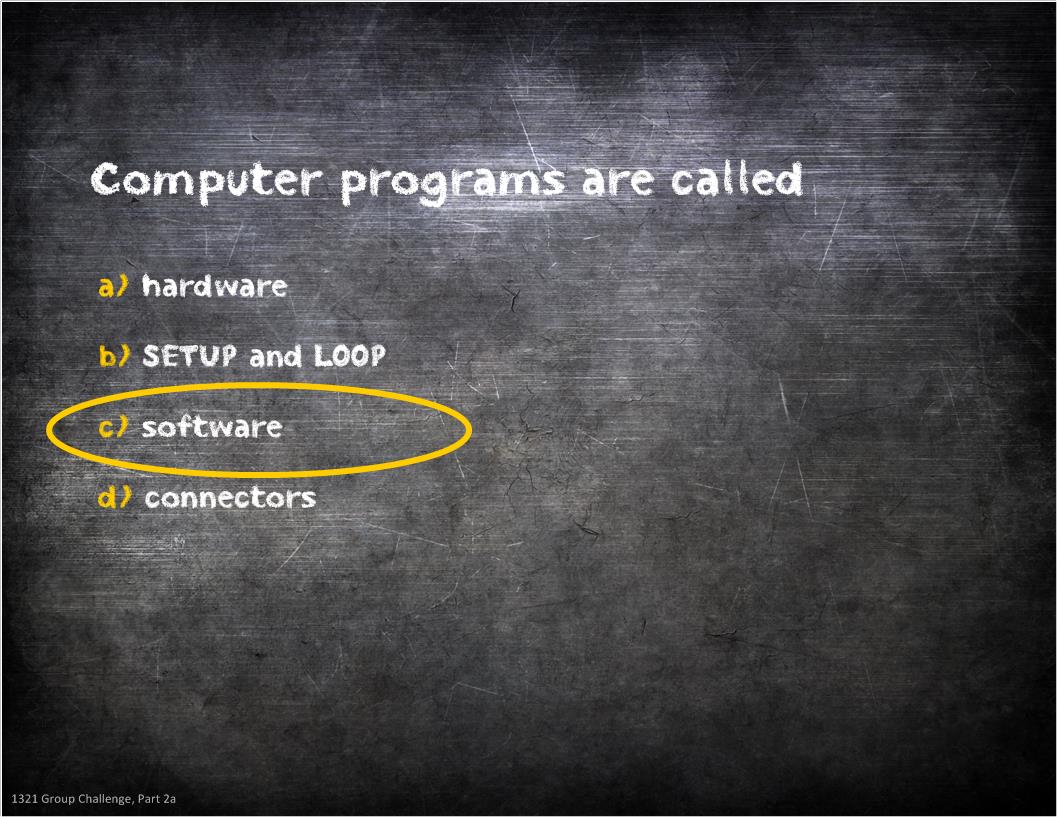 Computer programs are called
a) hardware
b) SETUP and LOOP
c) software
d) connectors
1321 Group Challenge, Part 2a